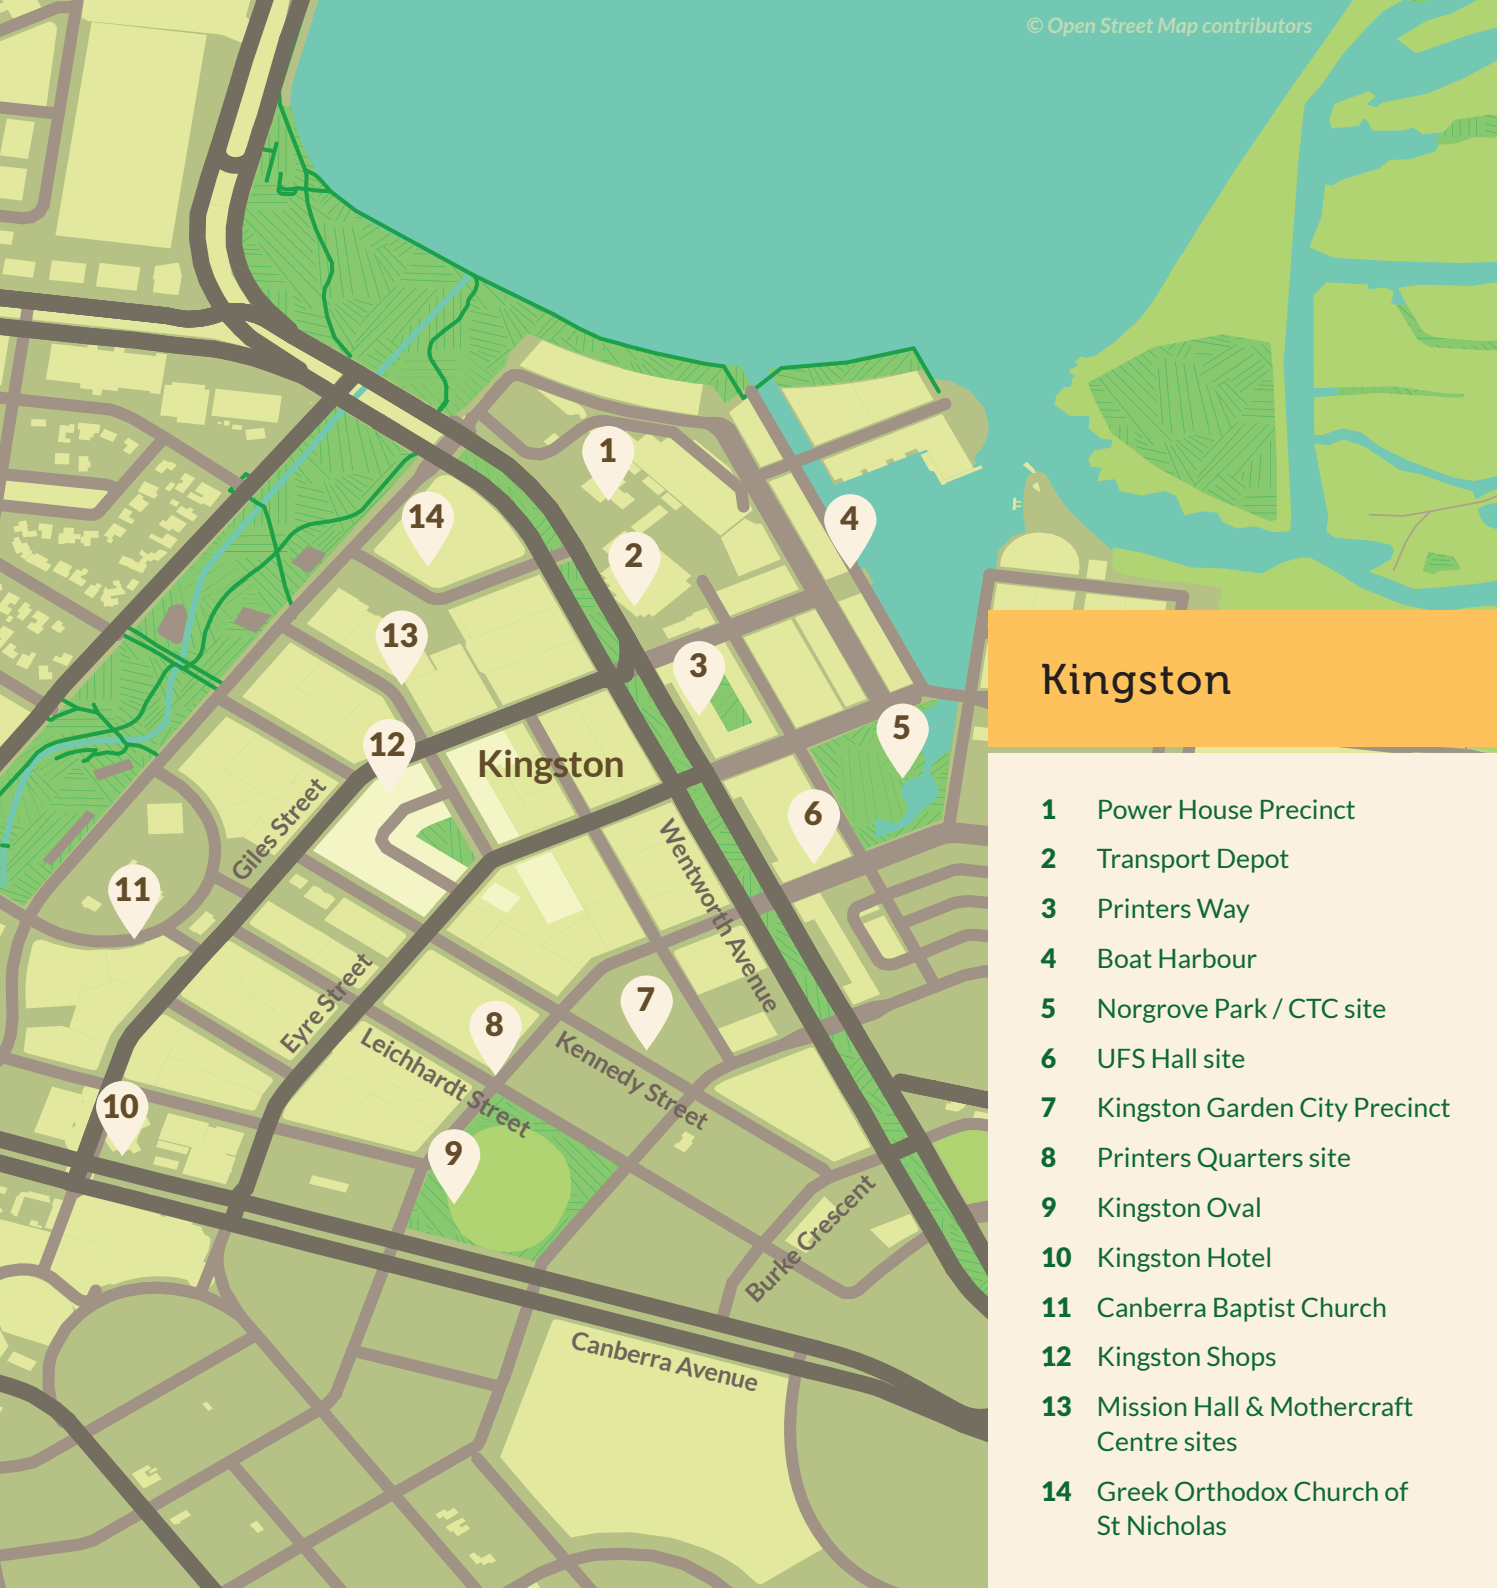 © Open Street Map contributors
1
14
4
2
13
3
12
Kingston
5
6
Giles Street
Wentworth Avenue
11
Eyre Street
7
8
Leichhardt Street
Kennedy Street
10
9
Burke Crescent
Canberra Avenue
Kingston
1 Power House Precinct
2 Transport Depot
3 Printers Way
4 Boat Harbour
5 Norgrove Park / CTC site
6 UFS Hall site
7 Kingston Garden City Precinct
8 Printers Quarters site
9 Kingston Oval
10 Kingston Hotel
11 Canberra Baptist Church
12 Kingston Shops
13 Mission Hall & Mothercraft
Centre sites
14 Greek Orthodox Church of
St Nicholas